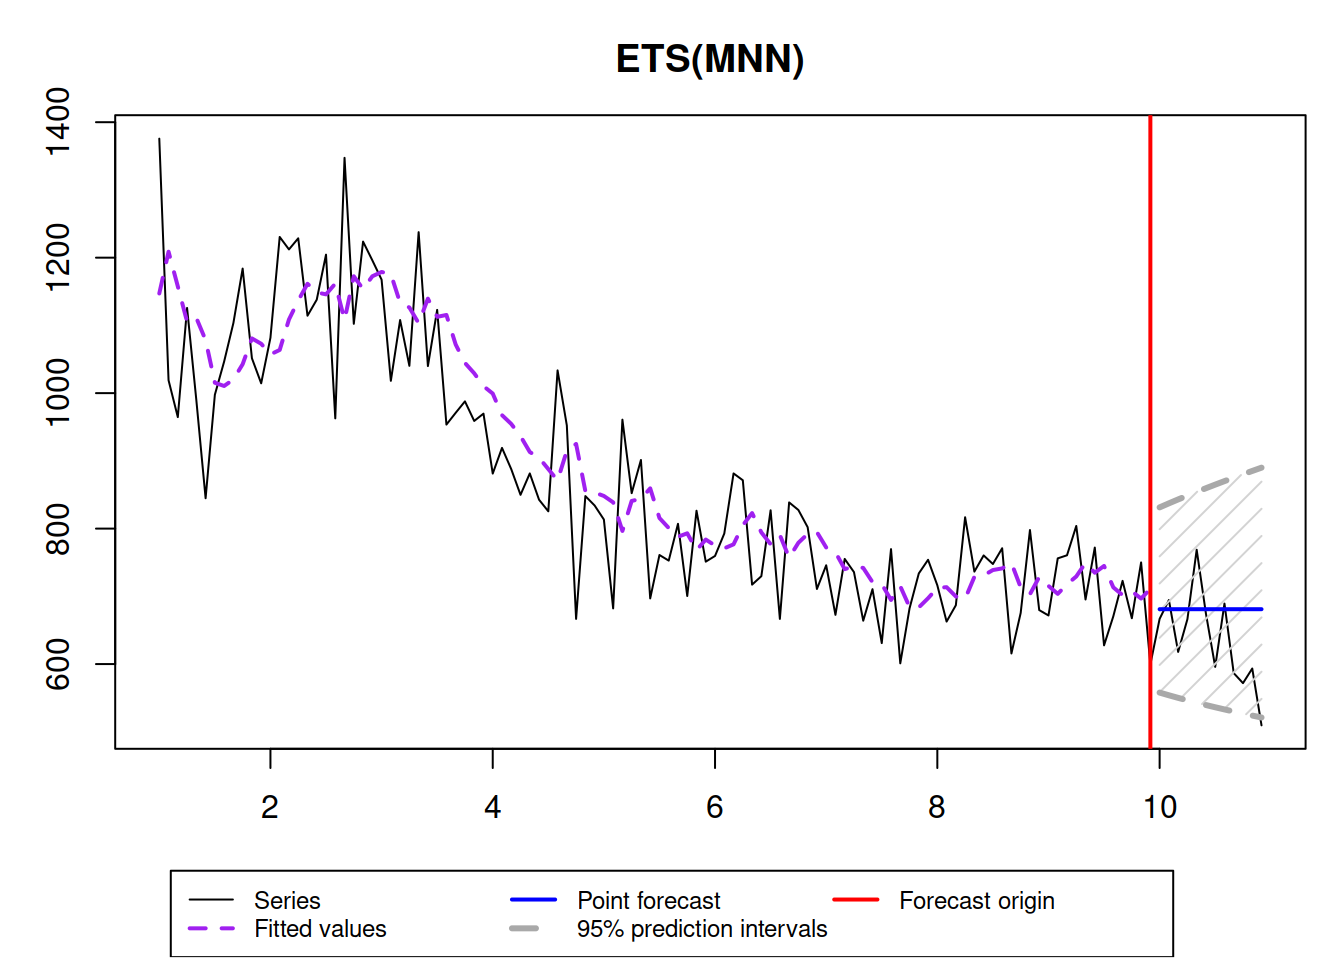 ETS(MNN)
1400
1200
1000
800
600
2 4 6 8 10
Series Point forecast Forecast origin
Fitted values 95% prediction intervals